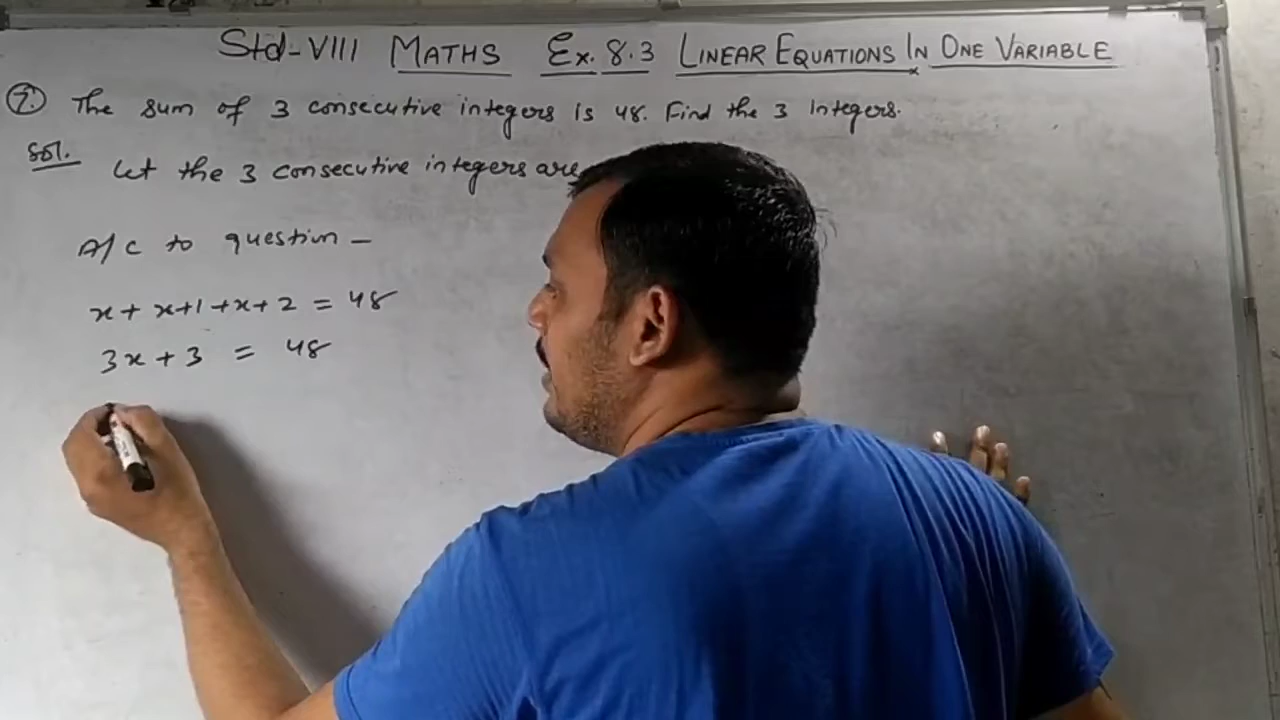 Std-VIII MATHS Ex. 8.3 LINEAR EQUATIONS IN ONE VARIABLE
7. The sum of 3 consecutive integers is 48. Find the 3 integers.
Sol.
Let the 3 consecutive integers are
A/c to question –
x + x+1 + x+2 = 48
3x + 3 = 48